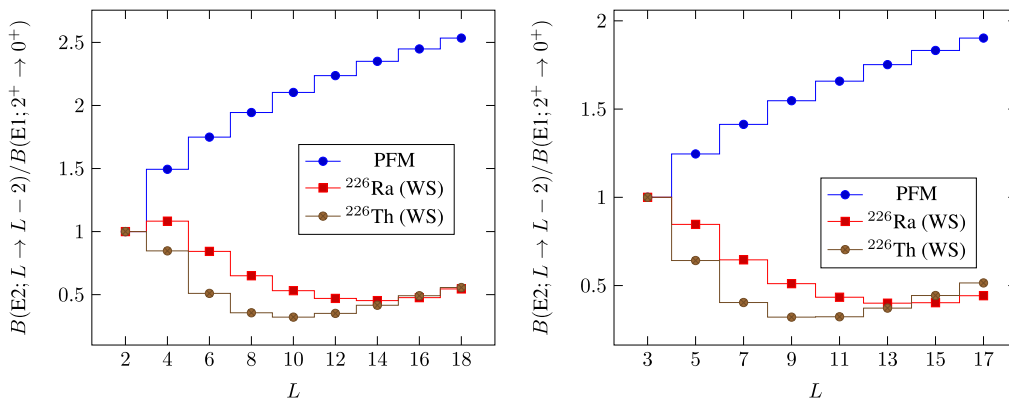 B(E2; L → L − 2)/B(E1; 2⁺ → 0⁺)
2.5
2
1.5
1
0.5
PFM
²²⁶Ra (WS)
²²⁶Th (WS)
2 4 6 8 10 12 14 16 18
L
B(E2; L → L − 2)/B(E1; 2⁺ → 0⁺)
2
1.5
1
0.5
PFM
²²⁶Ra (WS)
²²⁶Th (WS)
3 5 7 9 11 13 15 17
L